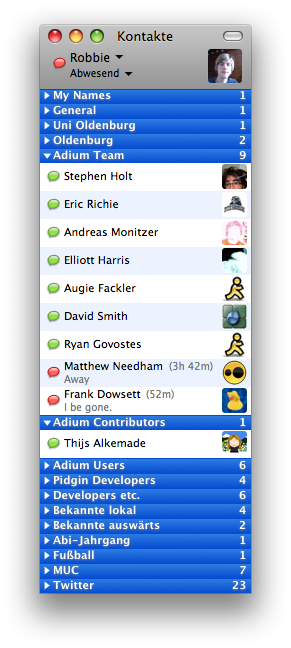 Kontakte
Robbie
Abwesend
My Names 1
General 1
Uni Oldenburg 1
Oldenburg 2
Adium Team 9
Stephen Holt
Eric Richie
Andreas Monitzer
Elliott Harris
Augie Fackler
David Smith
Ryan Govostes
Matthew Needham (3h 42m)
Away
Frank Dowsett (52m)
I be gone.
Adium Contributors 1
Thijs Alkemade
Adium Users 6
Pidgin Developers 4
Developers etc. 6
Bekannte lokal 4
Bekannte auswärts 2
Abi-Jahrgang 1
Fußball 1
MUC 7
Twitter 23